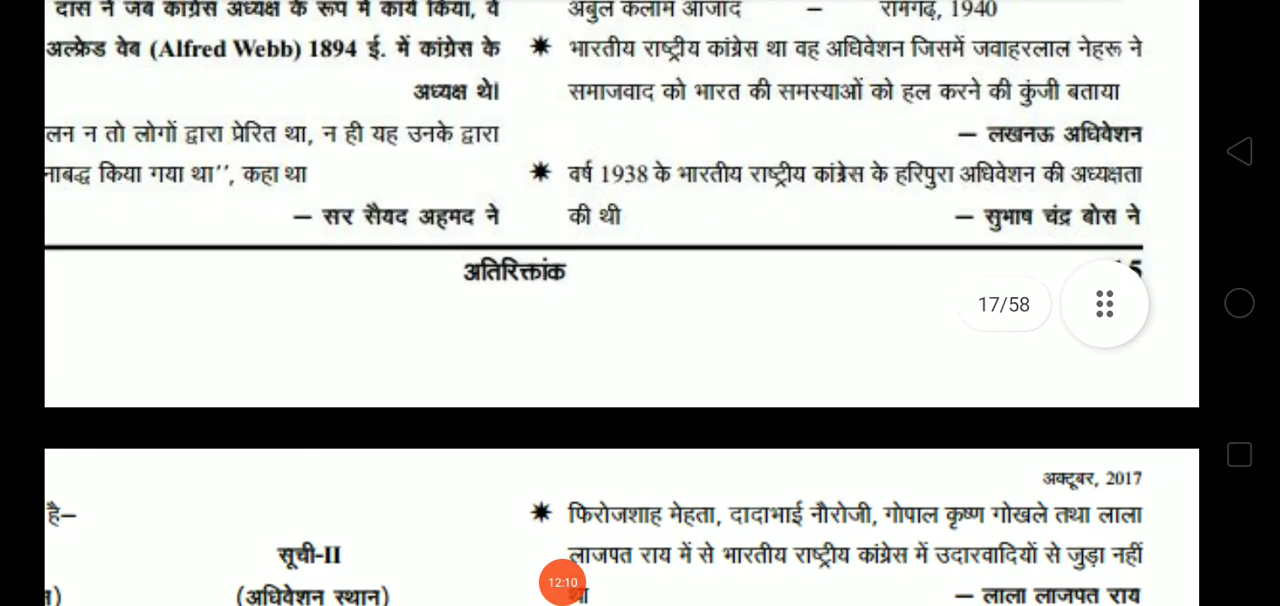 दास ने जब कांग्रेस अध्यक्ष के रूप में कार्य किया, वे
अल्फ्रेड वेब (Alfred Webb) 1894 ई. में कांग्रेस के
अध्यक्ष थे।
लन न तो लोगों द्वारा प्रेरित था, न ही यह उनके द्वारा
नाबद्ध किया गया था'', कहा था
– सर सैयद अहमद ने
अबुल कलाम आजाद – रामगढ़, 1940
✷ भारतीय राष्ट्रीय कांग्रेस था वह अधिवेशन जिसमें जवाहरलाल नेहरू ने
समाजवाद को भारत की समस्याओं को हल करने की कुंजी बताया
– लखनऊ अधिवेशन
✷ वर्ष 1938 के भारतीय राष्ट्रीय कांग्रेस के हरिपुरा अधिवेशन की अध्यक्षता
की थी – सुभाष चंद्र बोस ने
अतिरिक्तांक
17/58
अक्टूबर, 2017
है–
सूची-II
(अधिवेशन स्थान)
✷ फिरोजशाह मेहता, दादाभाई नौरोजी, गोपाल कृष्ण गोखले तथा लाला
लाजपत राय में से भारतीय राष्ट्रीय कांग्रेस में उदारवादियों से जुड़ा नहीं
था – लाला लाजपत राय
12:10